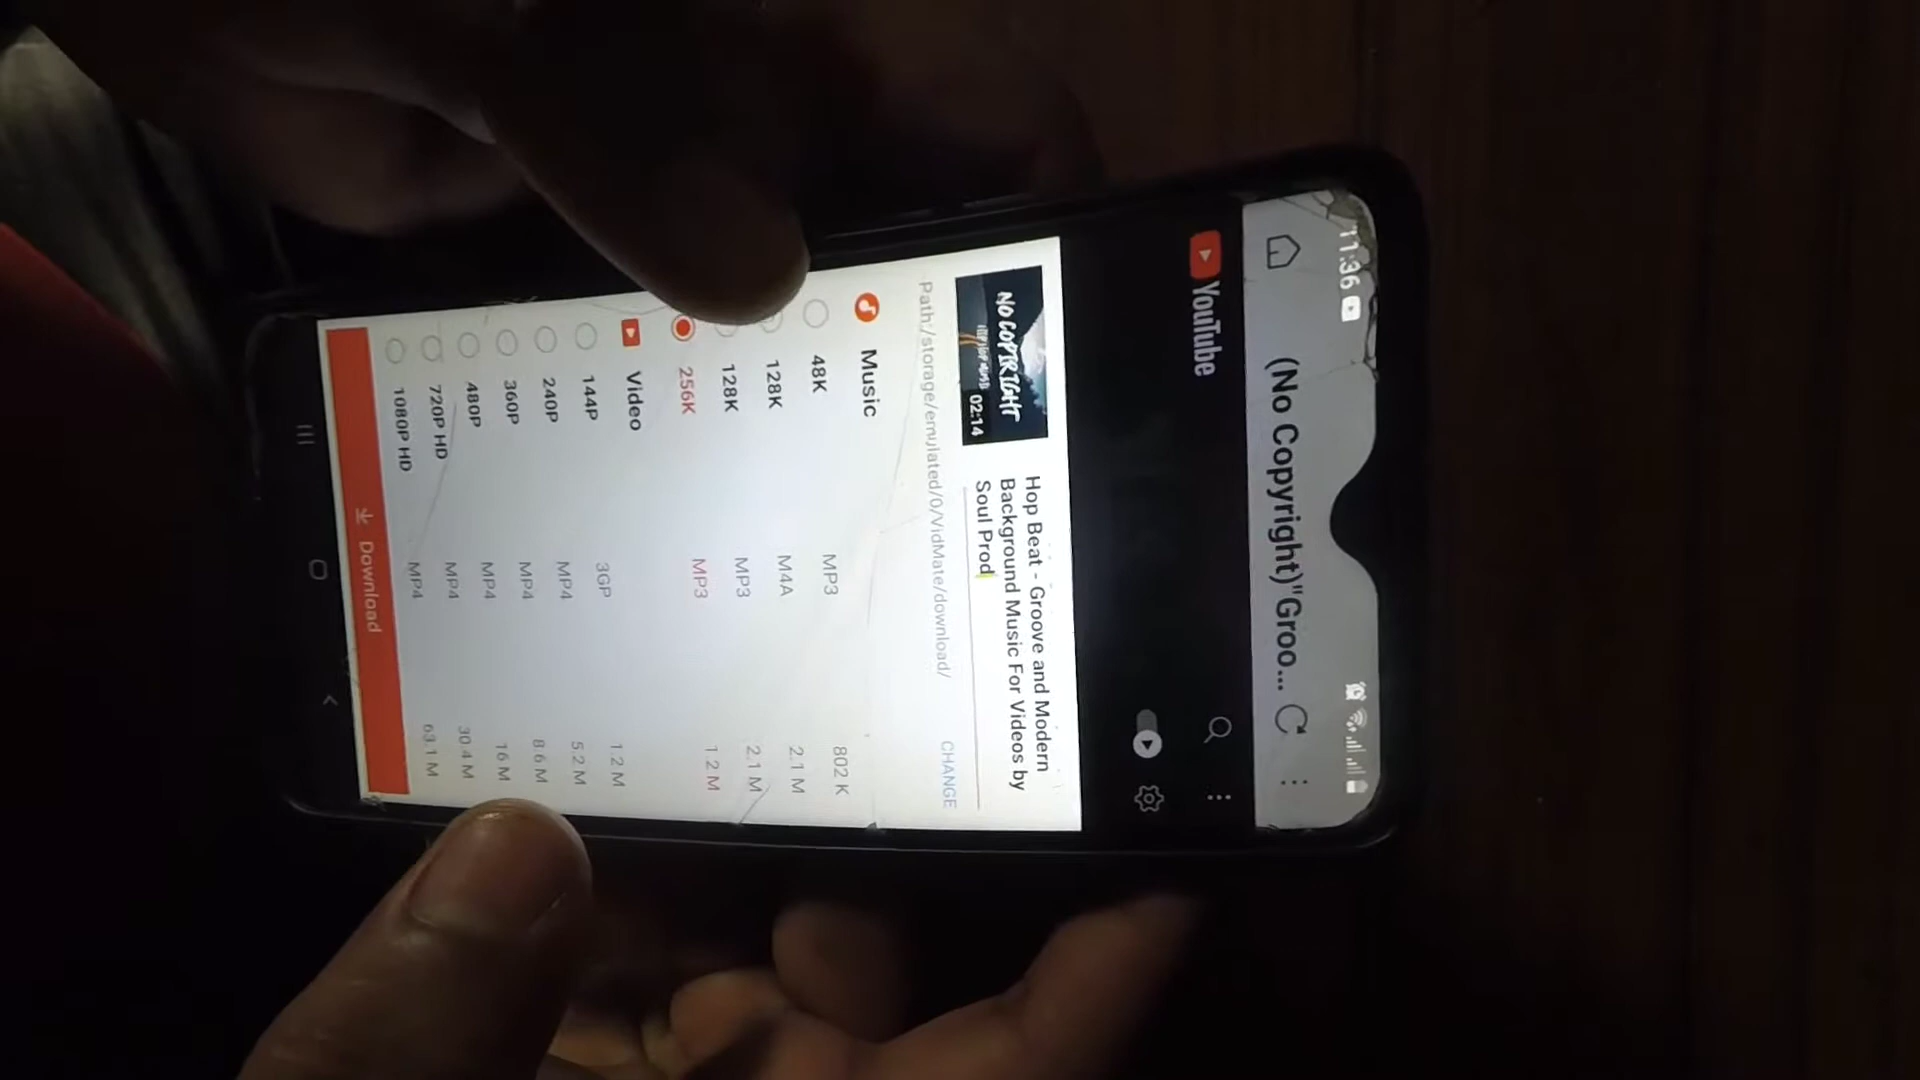 11:36
(No Copyright)"Groo...
YouTube
NO COPYRIGHT
HIP HOP MUSIC
02:14
Hop Beat - Groove and Modern
Background Music For Videos by
Soul Prod
Path:/storage/emulated/0/VidMate/download/
CHANGE
Music
48K MP3 802 K
128K M4A 2.1 M
128K MP3 2.1 M
256K MP3 1.2 M
Video
144P 3GP 1.2 M
240P MP4 5.2 M
360P MP4 8.6 M
480P MP4 16 M
720P HD MP4 30.4 M
1080P HD MP4 63.1 M
Download